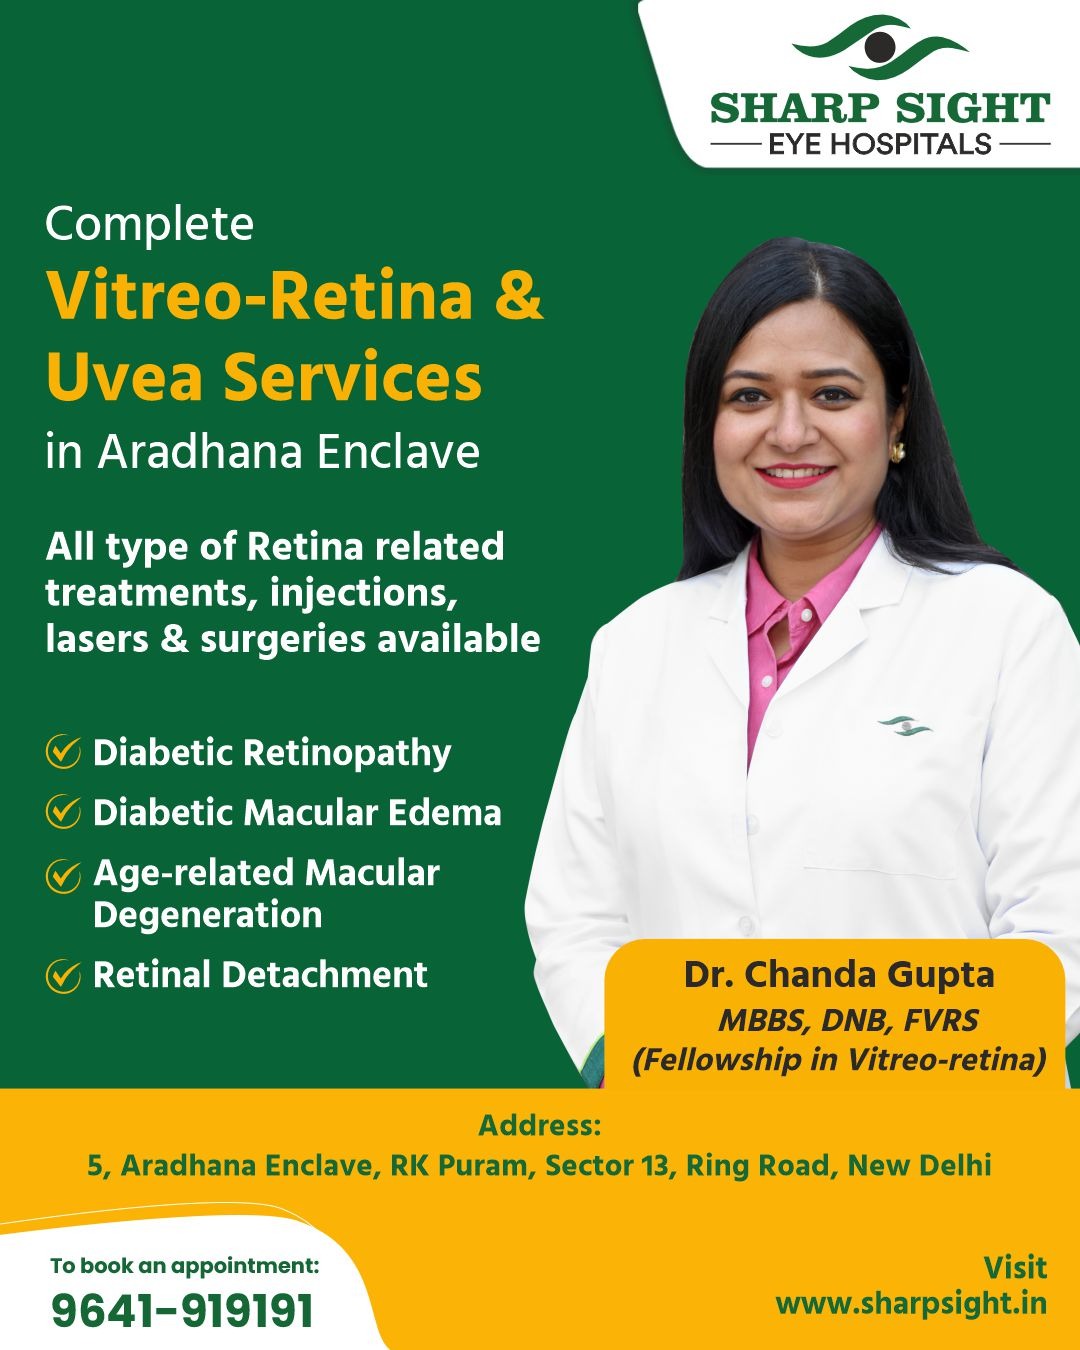 SHARP SIGHT
EYE HOSPITALS
Complete
Vitreo-Retina &
Uvea Services
in Aradhana Enclave
All type of Retina related
treatments, injections,
lasers & surgeries available
Diabetic Retinopathy
Diabetic Macular Edema
Age-related Macular
Degeneration
Retinal Detachment
Dr. Chanda Gupta
MBBS, DNB, FVRS
(Fellowship in Vitreo-retina)
Address:
5, Aradhana Enclave, RK Puram, Sector 13, Ring Road, New Delhi
To book an appointment:
9641-919191
Visit
www.sharpsight.in